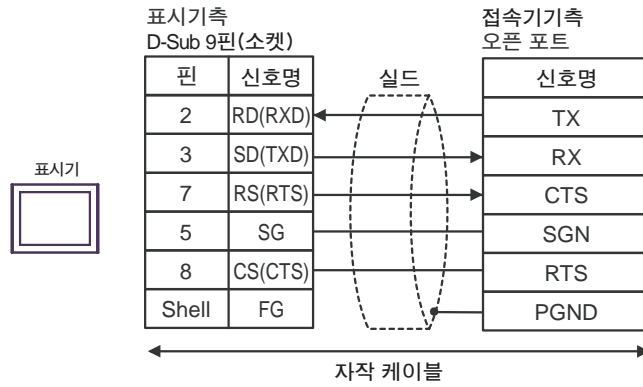 표시기측
D-Sub 9핀(소켓)
접속기기측
오픈 포트
핀 신호명 실드 신호명
2 RD(RXD) TX
3 SD(TXD) RX
표시기
7 RS(RTS) CTS
5 SG SGN
8 CS(CTS) RTS
Shell FG PGND
자작 케이블